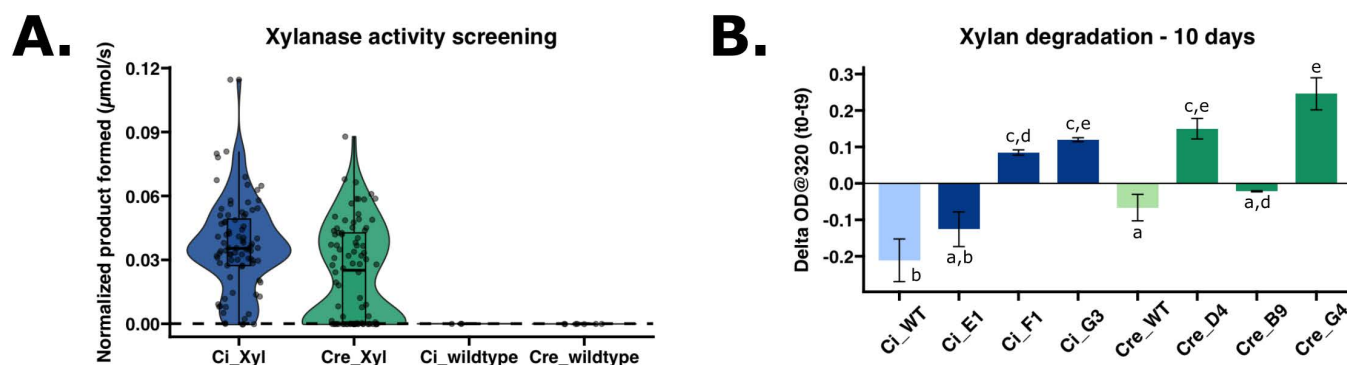 A.
Xylanase activity screening
Normalized product formed (µmol/s)
0.12
0.09
0.06
0.03
0.00
Ci_Xyl
Cre_Xyl
Ci_wildtype
Cre_wildtype
B.
Xylan degradation - 10 days
Delta OD@320 (t0-t9)
0.3
0.2
0.1
0.0
-0.1
-0.2
b
a,b
c,d
c,e
a
c,e
a,d
e
Ci_WT
Ci_E1
Ci_F1
Ci_G3
Cre_WT
Cre_D4
Cre_B9
Cre_G4